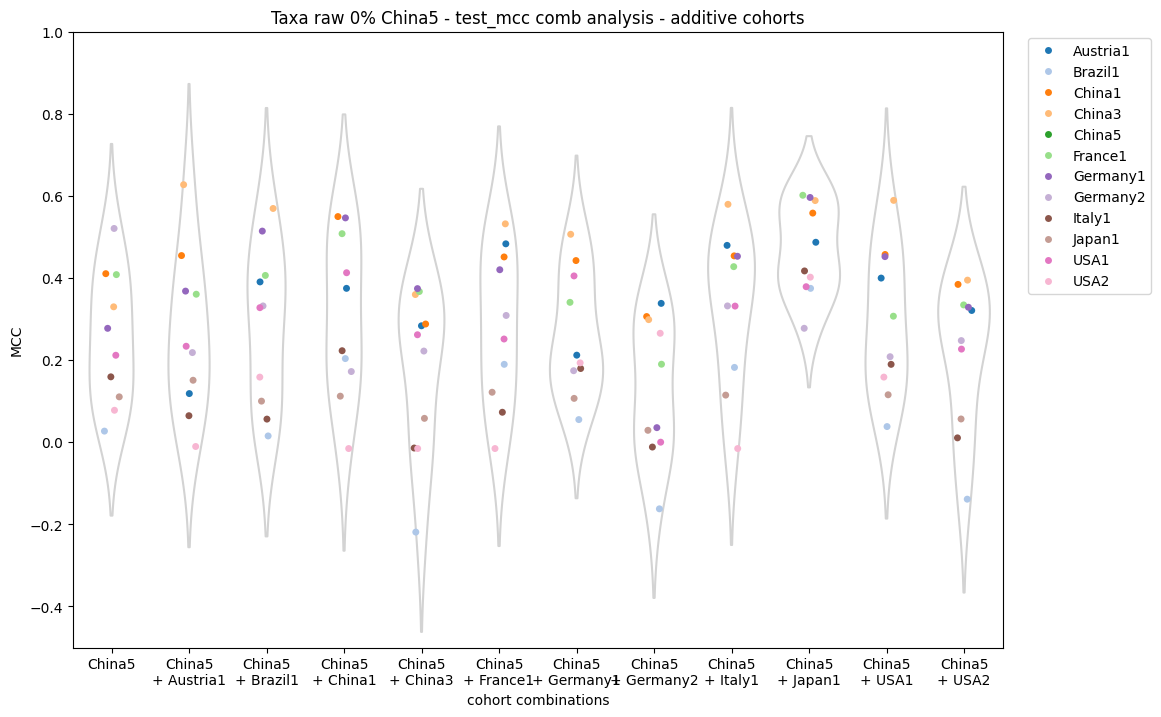 Taxa raw 0% China5 - test_mcc comb analysis - additive cohorts
MCC
1.0
0.8
0.6
0.4
0.2
0.0
−0.2
−0.4
China5
China5
+ Austria1
China5
+ Brazil1
China5
+ China1
China5
+ China3
China5
+ France1
China5
+ Germany1
China5
+ Germany2
China5
+ Italy1
China5
+ Japan1
China5
+ USA1
China5
+ USA2
cohort combinations
Austria1
Brazil1
China1
China3
China5
France1
Germany1
Germany2
Italy1
Japan1
USA1
USA2